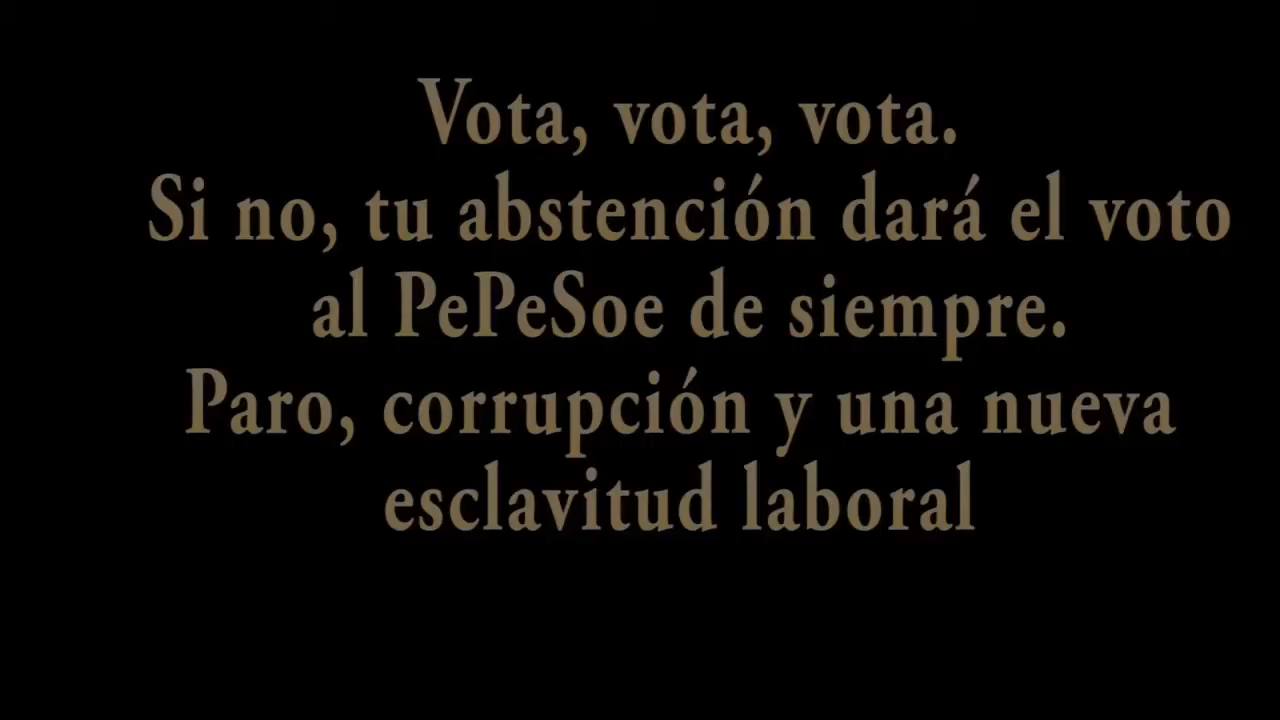 Vota, vota, vota.
Si no, tu abstención dará el voto
al PePeSoe de siempre.
Paro, corrupción y una nueva
esclavitud laboral